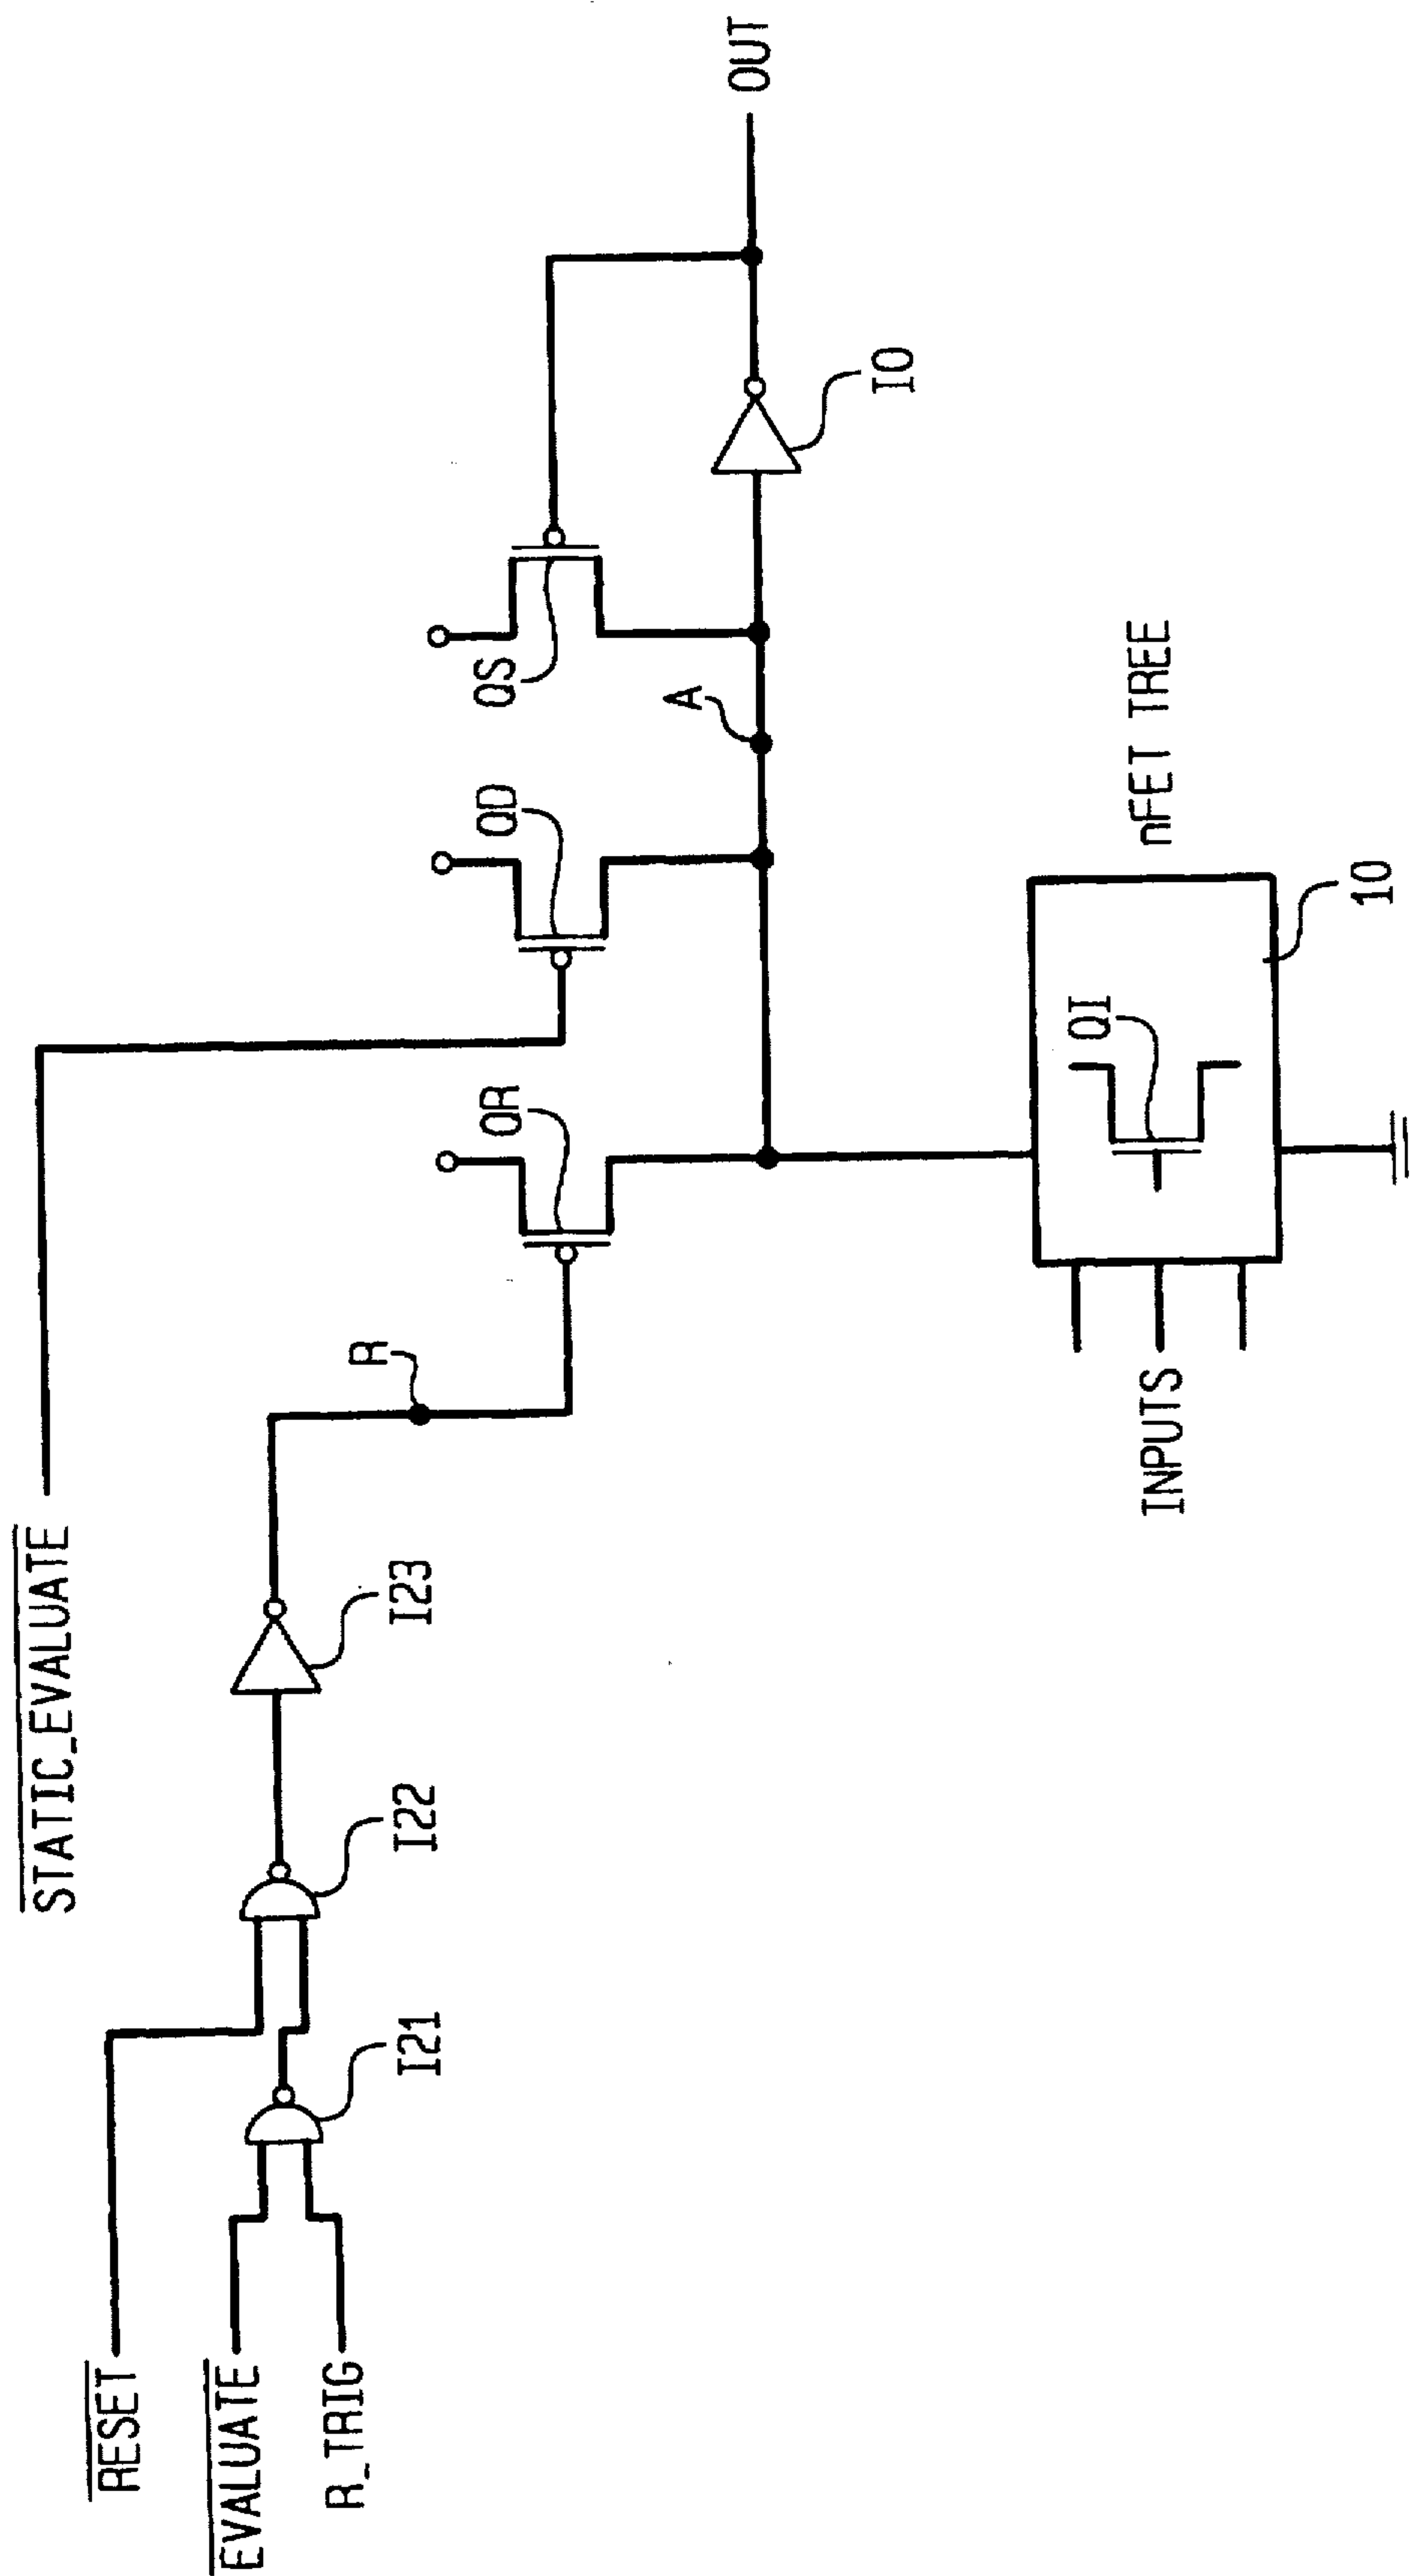 STATIC_EVALUATE
RESET
EVALUATE
R_TRIG
I21
I22
I23
R
QR
QD
QS
A
I0
OUT
INPUTS
QI
nFET TREE
10